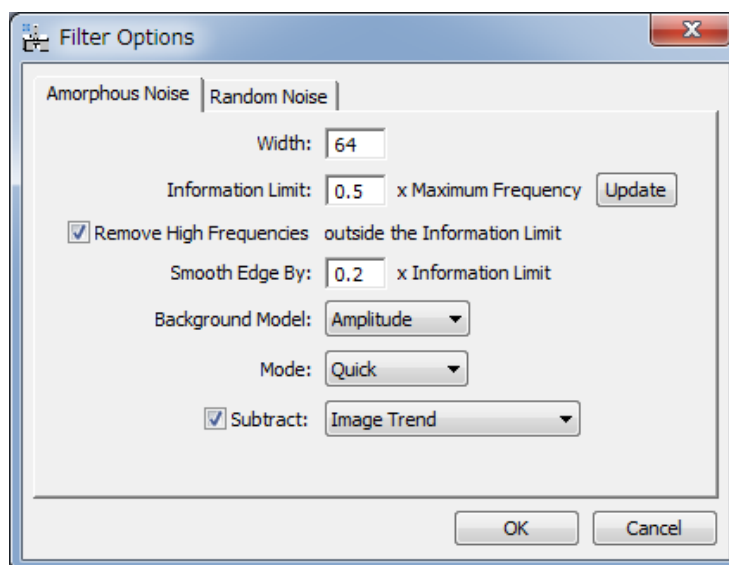 Filter Options
Amorphous Noise Random Noise
Width: 64
Information Limit: 0.5 x Maximum Frequency Update
Remove High Frequencies outside the Information Limit
Smooth Edge By: 0.2 x Information Limit
Background Model: Amplitude
Mode: Quick
Subtract: Image Trend
OK Cancel